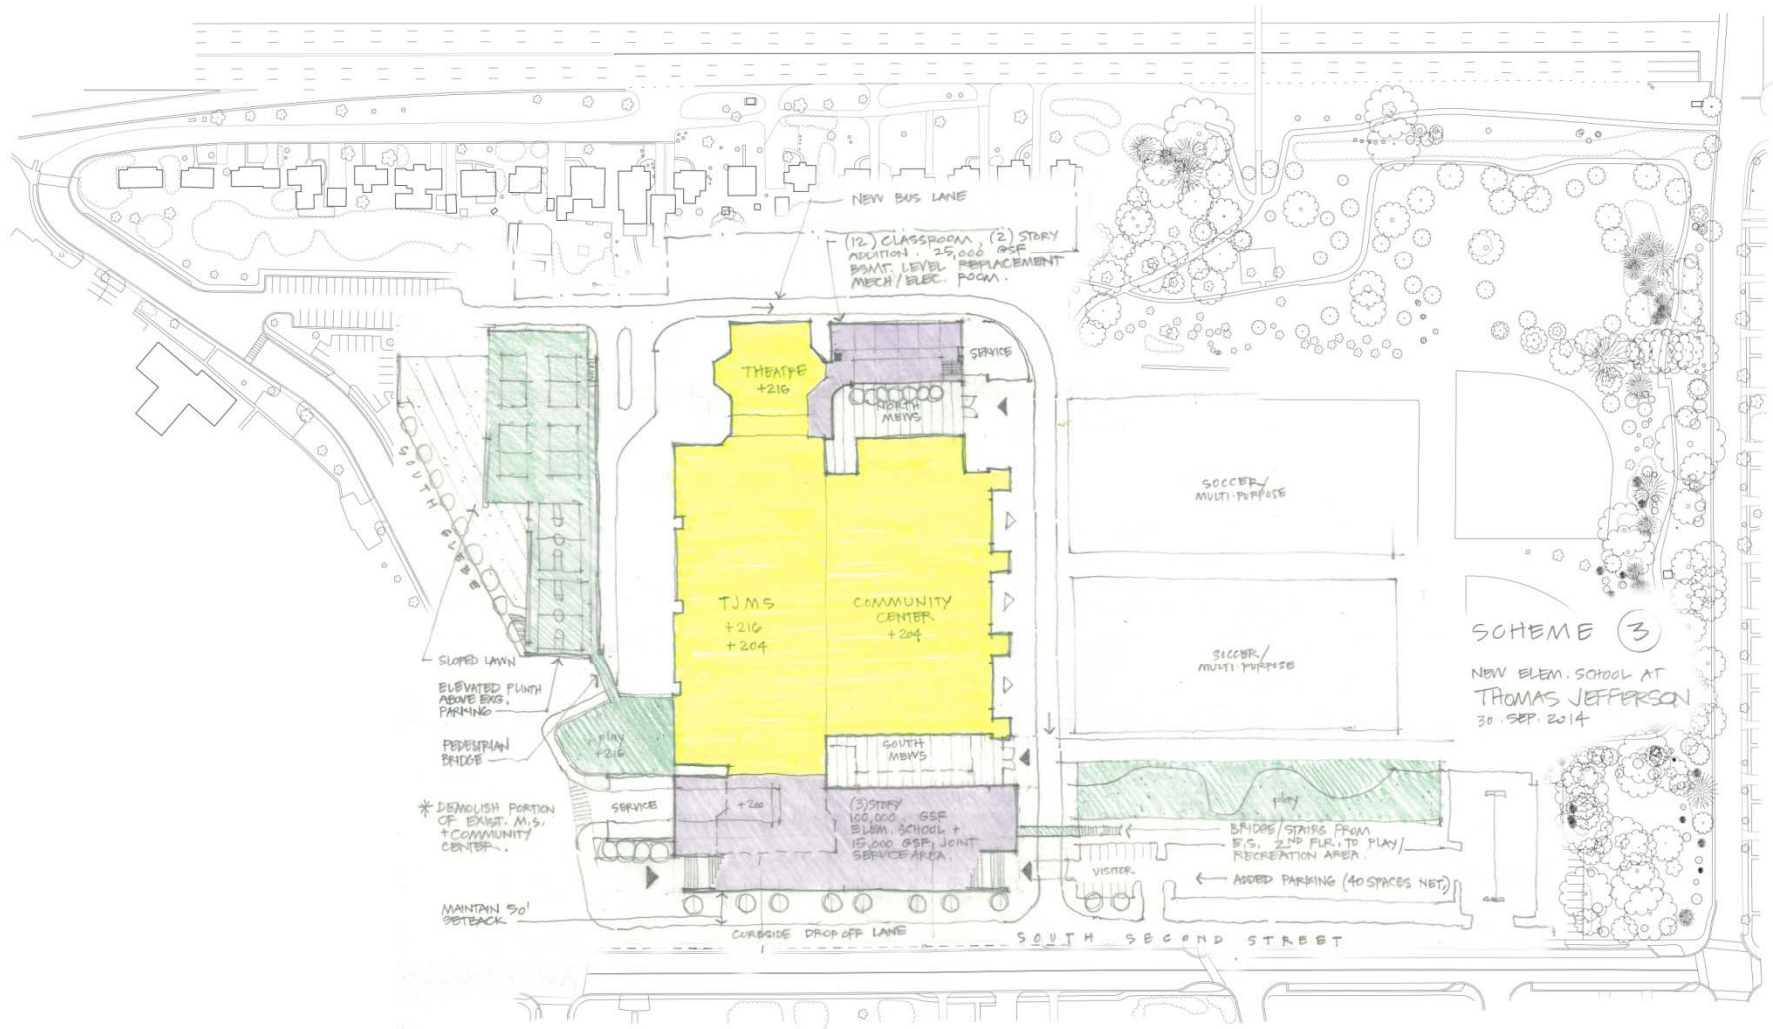 NEW BUS LANE
(12) CLASSROOM, (2) STORY
ADDITION. 25,000 GSF
BSMT. LEVEL REPLACEMENT
MECH/ELEC. ROOM.
THEATRE
+216
SERVICE
NORTH
MEWS
SOUTH GLEBE
SOCCER/
MULTI-PURPOSE
TJMS
+216
+204
COMMUNITY
CENTER
+204
SOCCER/
MULTI-PURPOSE
SCHEME 3
NEW ELEM. SCHOOL AT
THOMAS JEFFERSON
30. SEP. 2014
SLOPED LAWN
ELEVATED PLINTH
ABOVE EXG.
PARKING
PEDESTRIAN
BRIDGE
play
+216
SOUTH
MEWS
* DEMOLISH PORTION
OF EXIST. M.S.
+ COMMUNITY
CENTER.
SERVICE
+200
(3) STORY
100,000. GSF
ELEM. SCHOOL +
15,000 GSF, JOINT
SERVICE AREA.
play
BRIDGE/STAIRS FROM
E.S. 2ND FLR. TO PLAY/
RECREATION AREA.
VISITOR
ADDED PARKING (40 SPACES NET)
MAINTAIN 50'
SETBACK
CURBSIDE DROP OFF LANE
SOUTH SECOND STREET